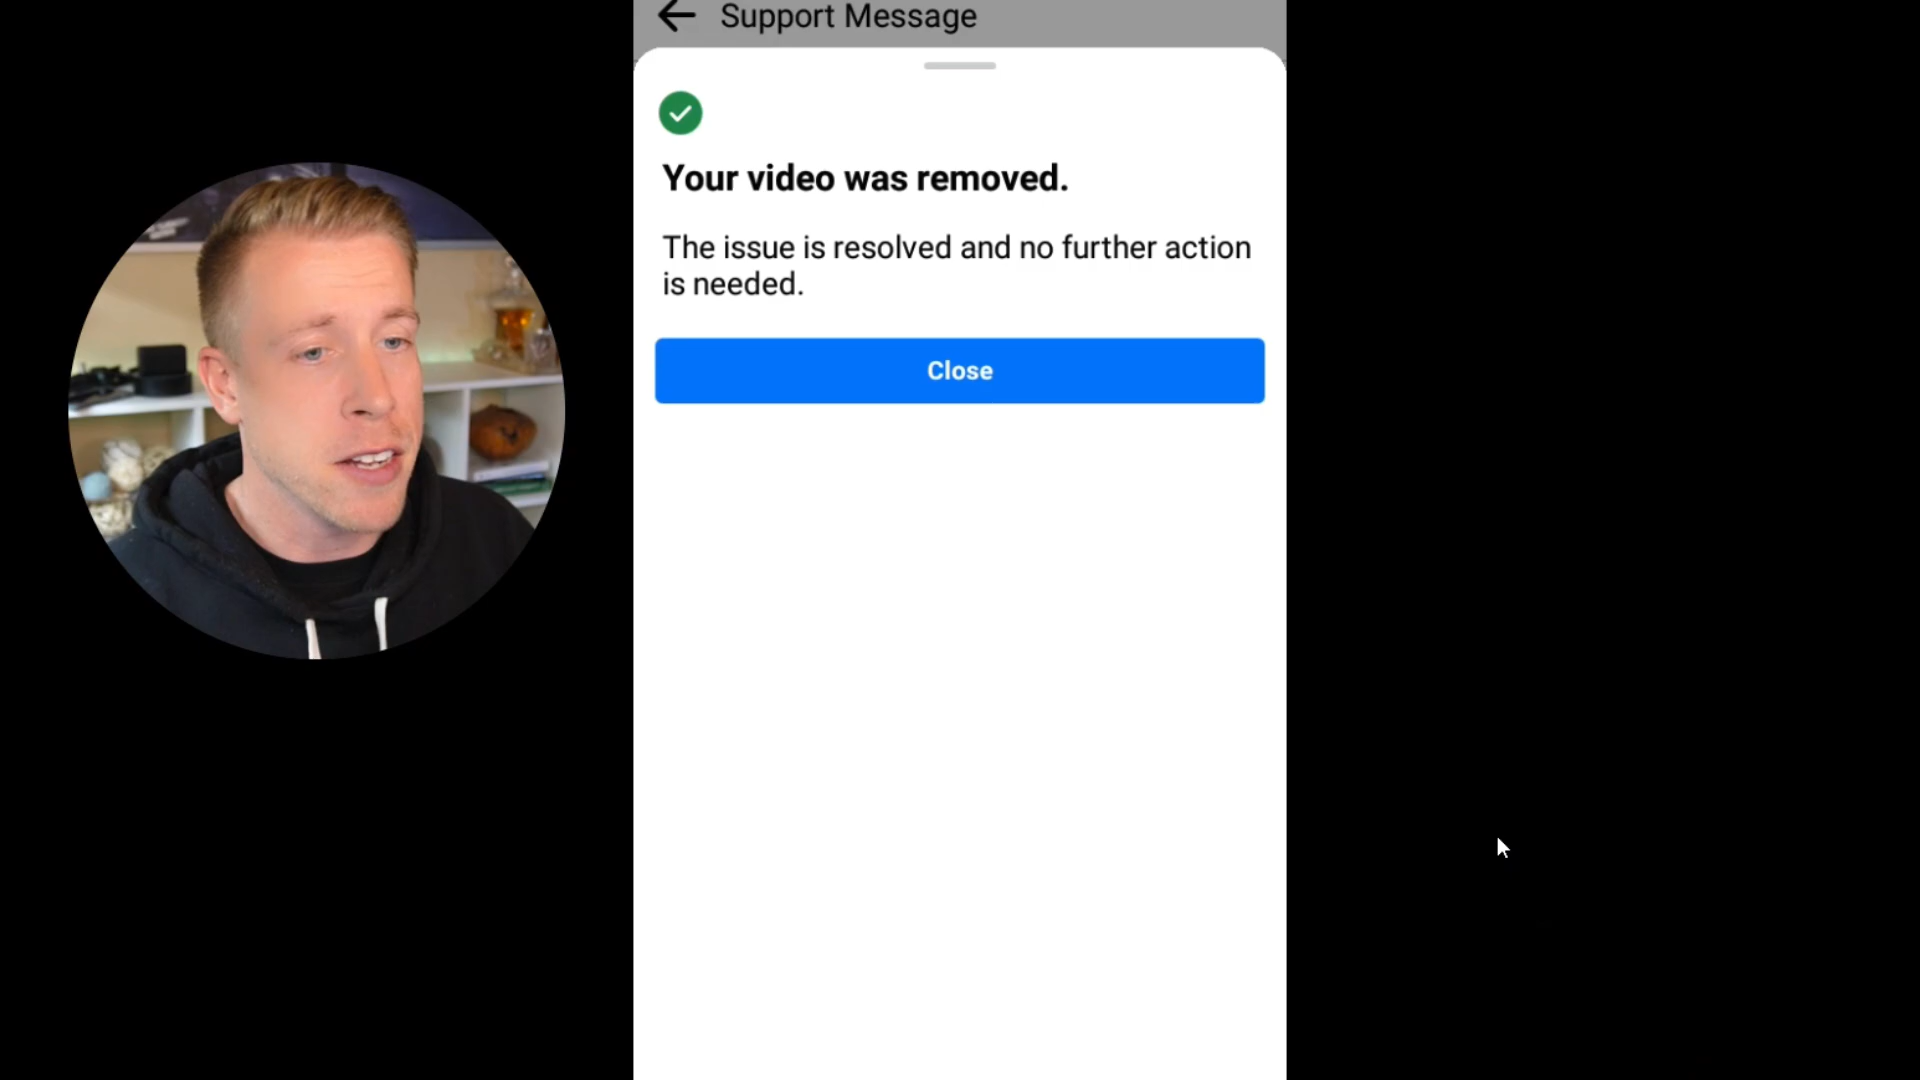 Support Message
Your video was removed.
The issue is resolved and no further action
is needed.
Close